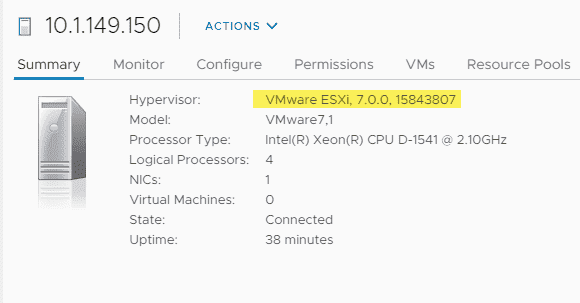 10.1.149.150 ACTIONS
Summary Monitor Configure Permissions VMs Resource Pools
Hypervisor: VMware ESXi, 7.0.0, 15843807
Model: VMware7,1
Processor Type: Intel(R) Xeon(R) CPU D-1541 @ 2.10GHz
Logical Processors: 4
NICs: 1
Virtual Machines: 0
State: Connected
Uptime: 38 minutes